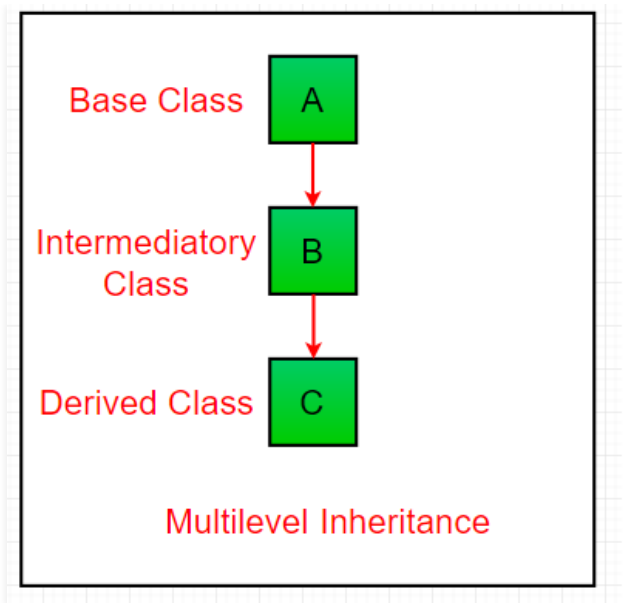 Base Class
A
Intermediatory
Class
B
Derived Class
C
Multilevel Inheritance